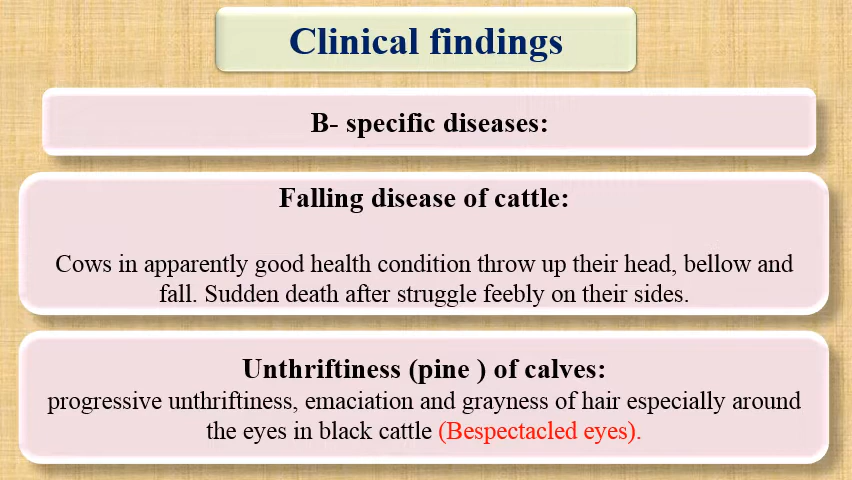 Clinical findings
B- specific diseases:
Falling disease of cattle:
Cows in apparently good health condition throw up their head, bellow and
fall. Sudden death after struggle feebly on their sides.
Unthriftiness (pine ) of calves:
progressive unthriftiness, emaciation and grayness of hair especially around
the eyes in black cattle (Bespectacled eyes).